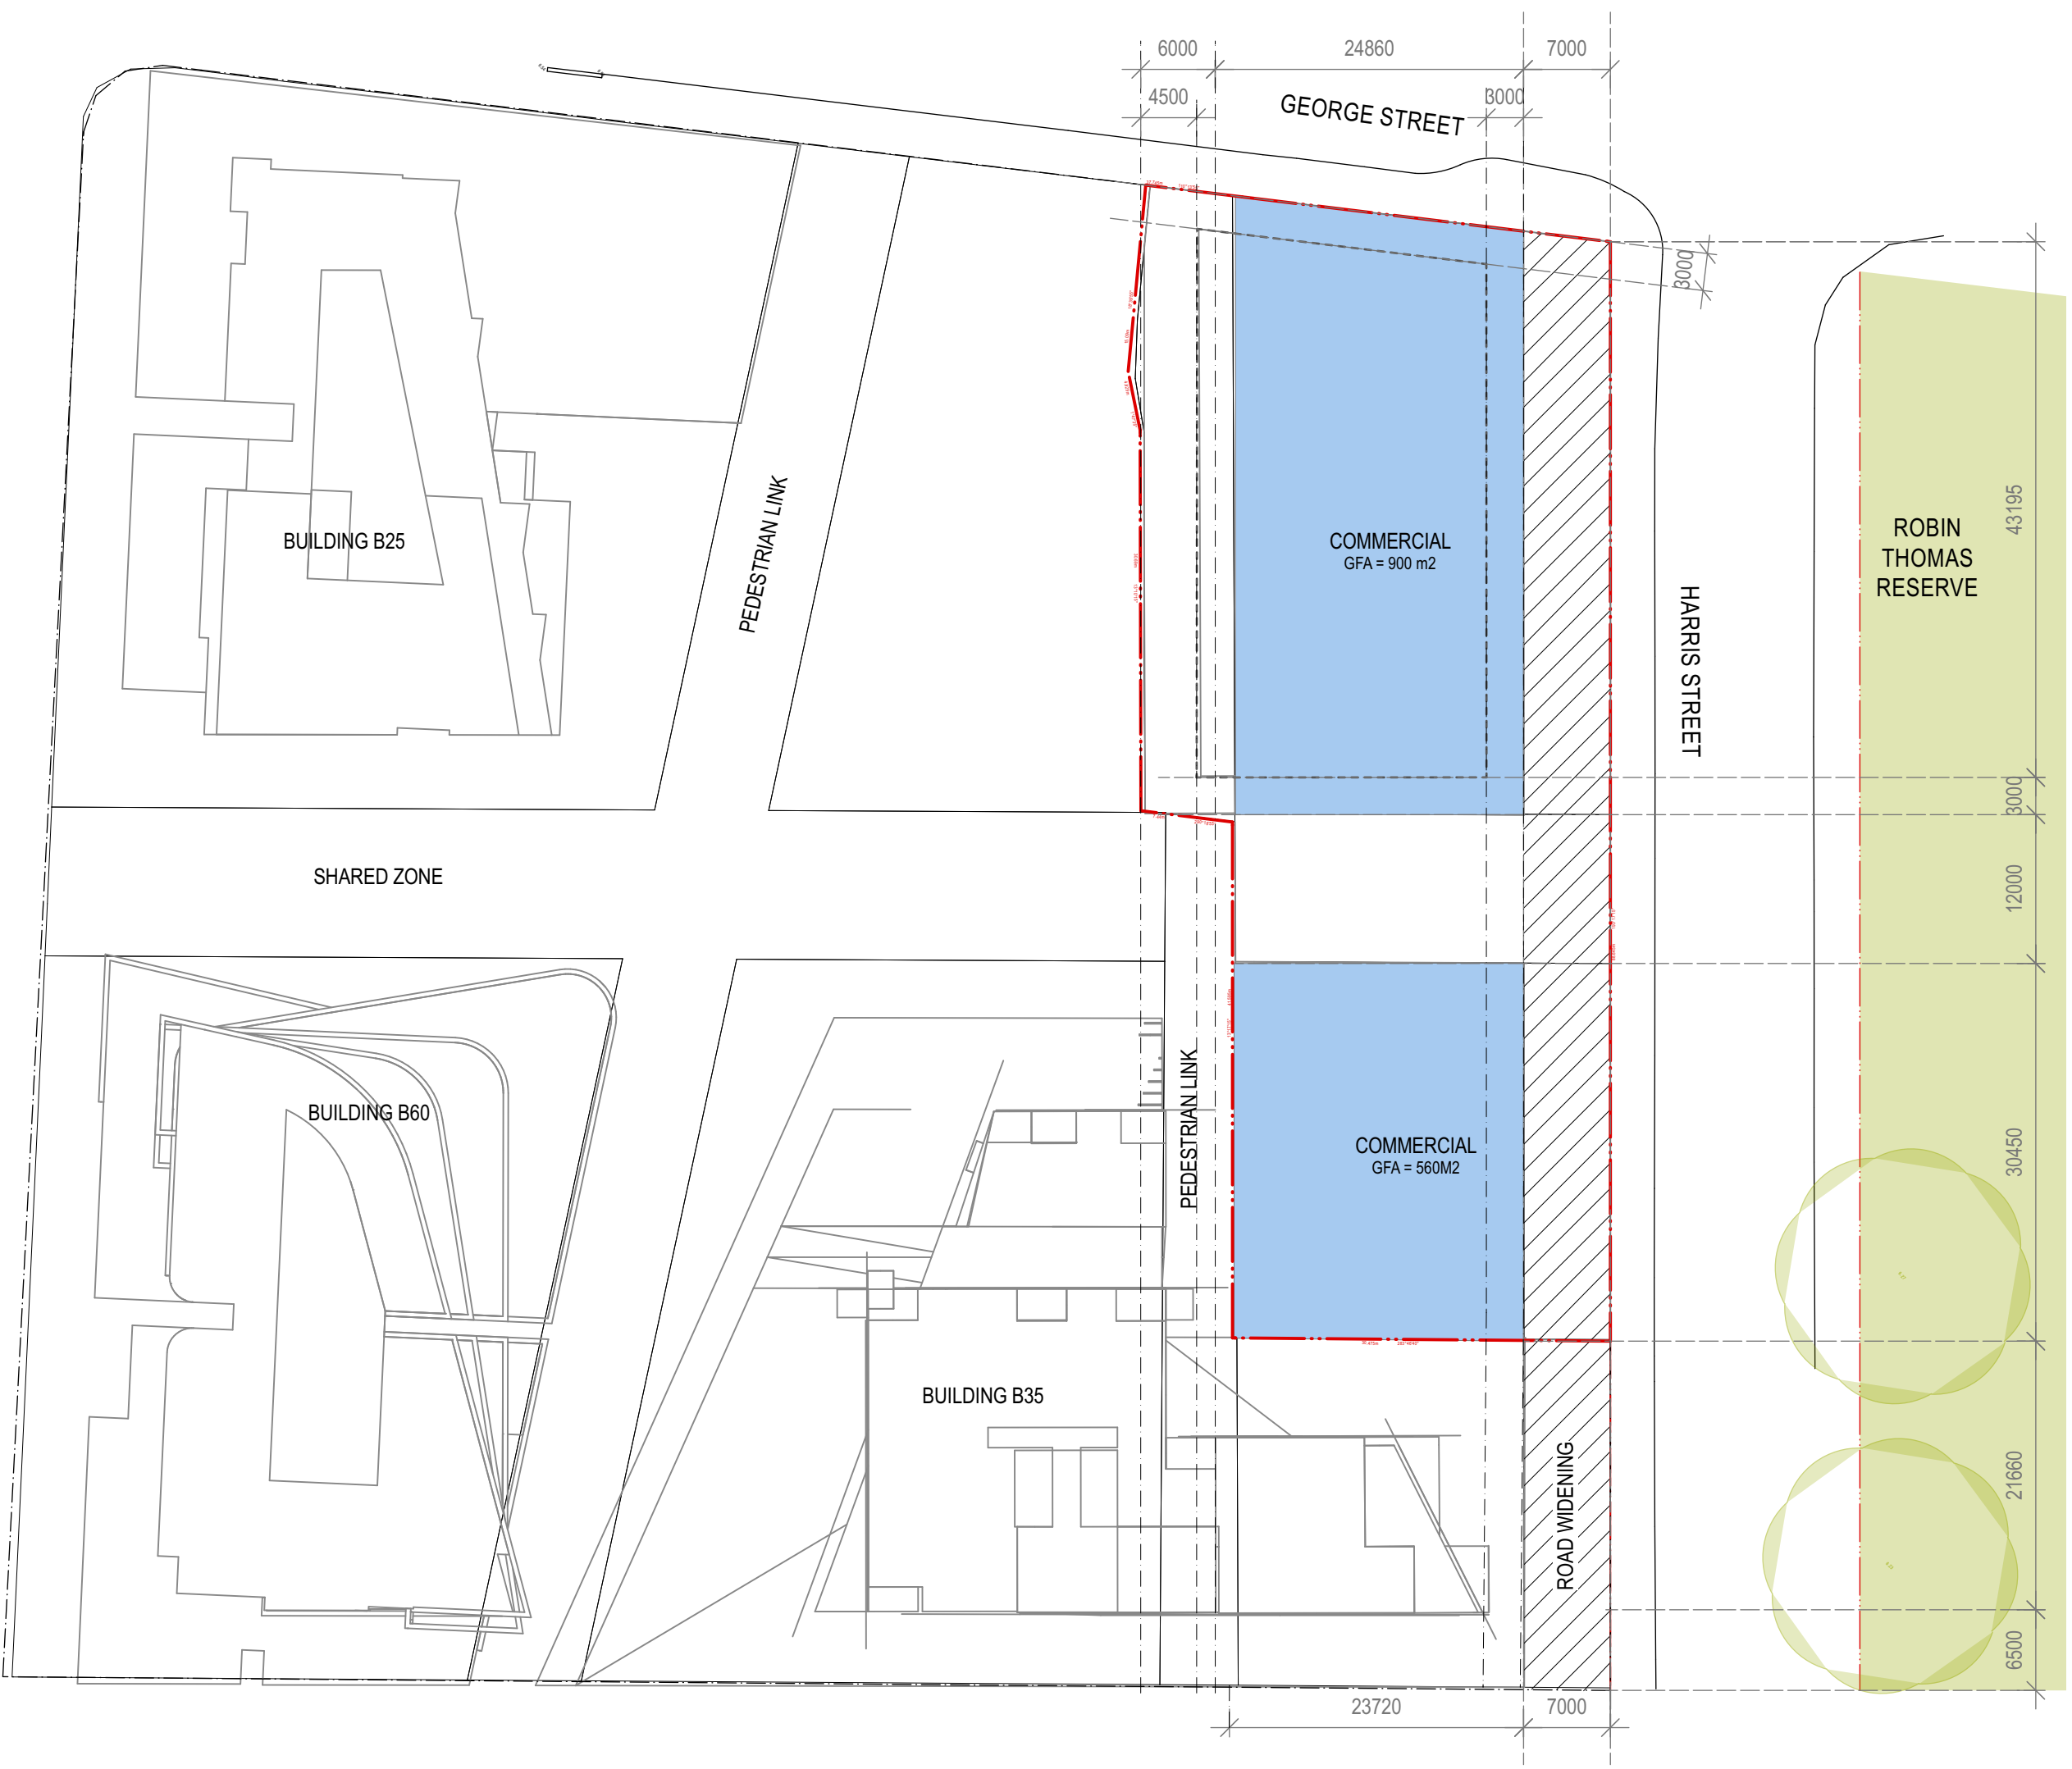 6000
24860
7000
4500
3000
GEORGE STREET
3000
BUILDING B25
PEDESTRIAN LINK
COMMERCIAL
GFA = 900 m2
HARRIS STREET
ROBIN
THOMAS
RESERVE
43195
3000
12000
SHARED ZONE
BUILDING B60
PEDESTRIAN LINK
COMMERCIAL
GFA = 560M2
30450
BUILDING B35
ROAD WIDENING
21660
6500
23720
7000